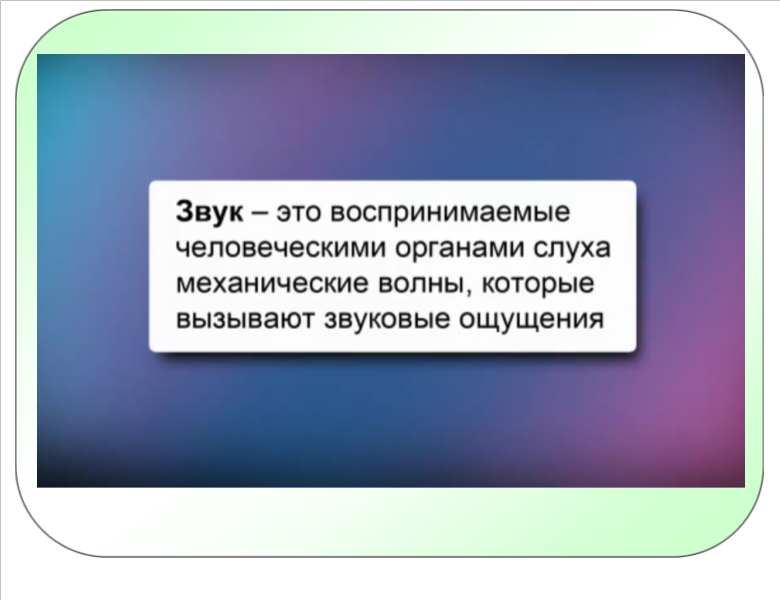 Звук – это воспринимаемые
человеческими органами слуха
механические волны, которые
вызывают звуковые ощущения